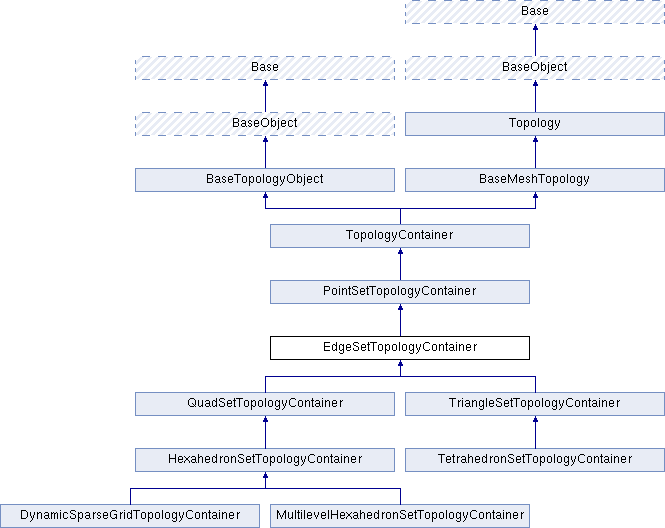 Base
Base
BaseObject
BaseObject
Topology
BaseTopologyObject
BaseMeshTopology
TopologyContainer
PointSetTopologyContainer
EdgeSetTopologyContainer
QuadSetTopologyContainer
TriangleSetTopologyContainer
HexahedronSetTopologyContainer
TetrahedronSetTopologyContainer
DynamicSparseGridTopologyContainer
MultilevelHexahedronSetTopologyContainer